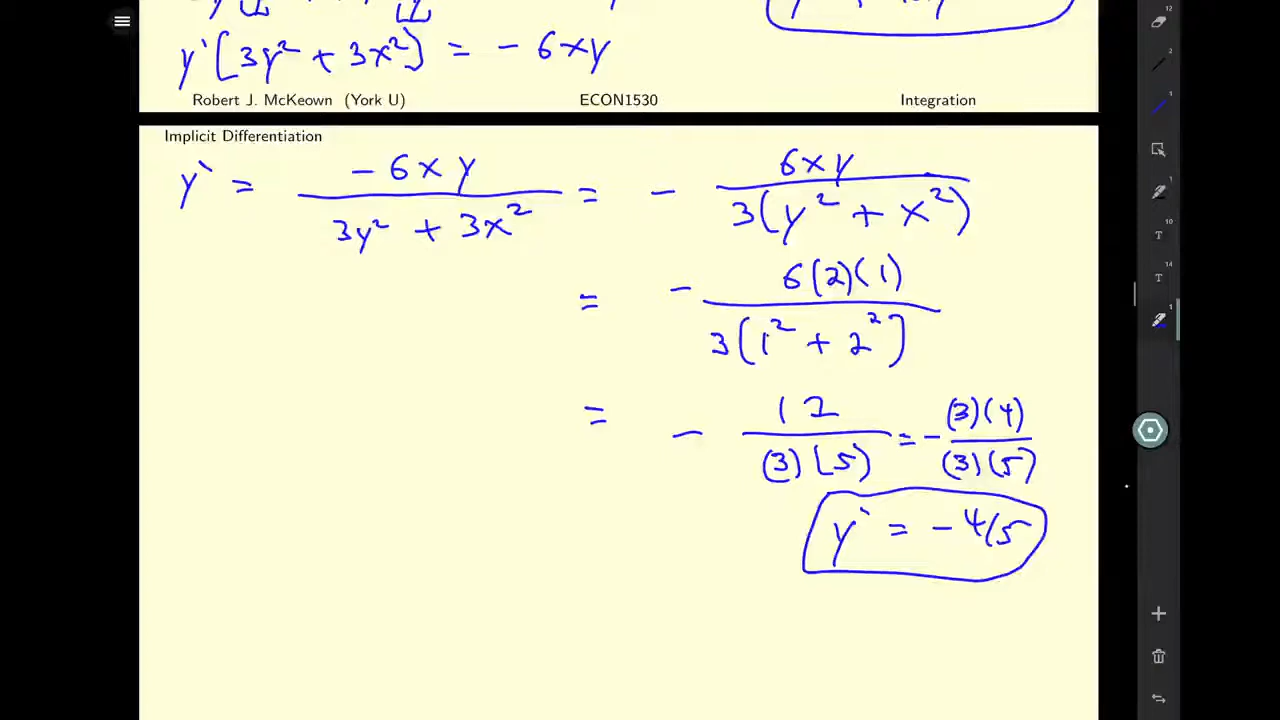 y' [3y² + 3x²] = - 6xy
Robert J. McKeown (York U) ECON1530 Integration
Implicit Differentiation
y' = - 6xy / 3y² + 3x² = - 6xy / 3(y² + x²)
= - 6(2)(1) / 3(1² + 2²)
= - 12 / (3)(5) = - (3)(4) / (3)(5)
y' = - 4/5